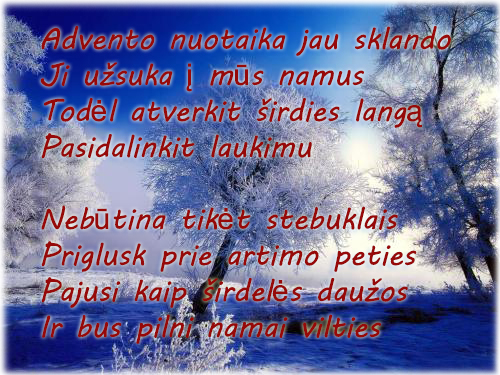 Advento nuotaika jau sklando
Ji užsuka į mūs namus
Todėl atverkit širdies langą
Pasidalinkit laukimu
Nebūtina tikėt stebuklais
Priglusk prie artimo peties
Pajusi kaip širdelės daužos
Ir bus pilni namai vilties